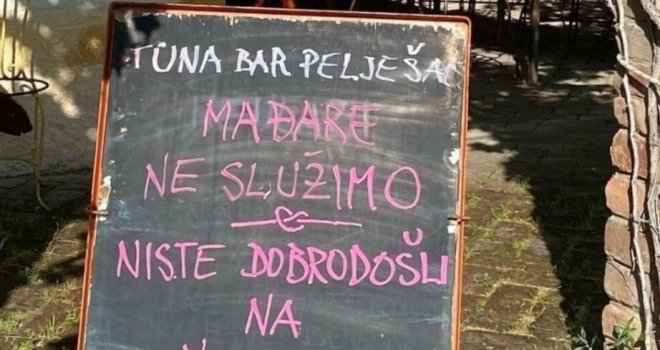 TUNA BAR PELJEŠAC
MAĐARE
NE SLUŽIMO
NISTE DOBRODOŠLI
NA